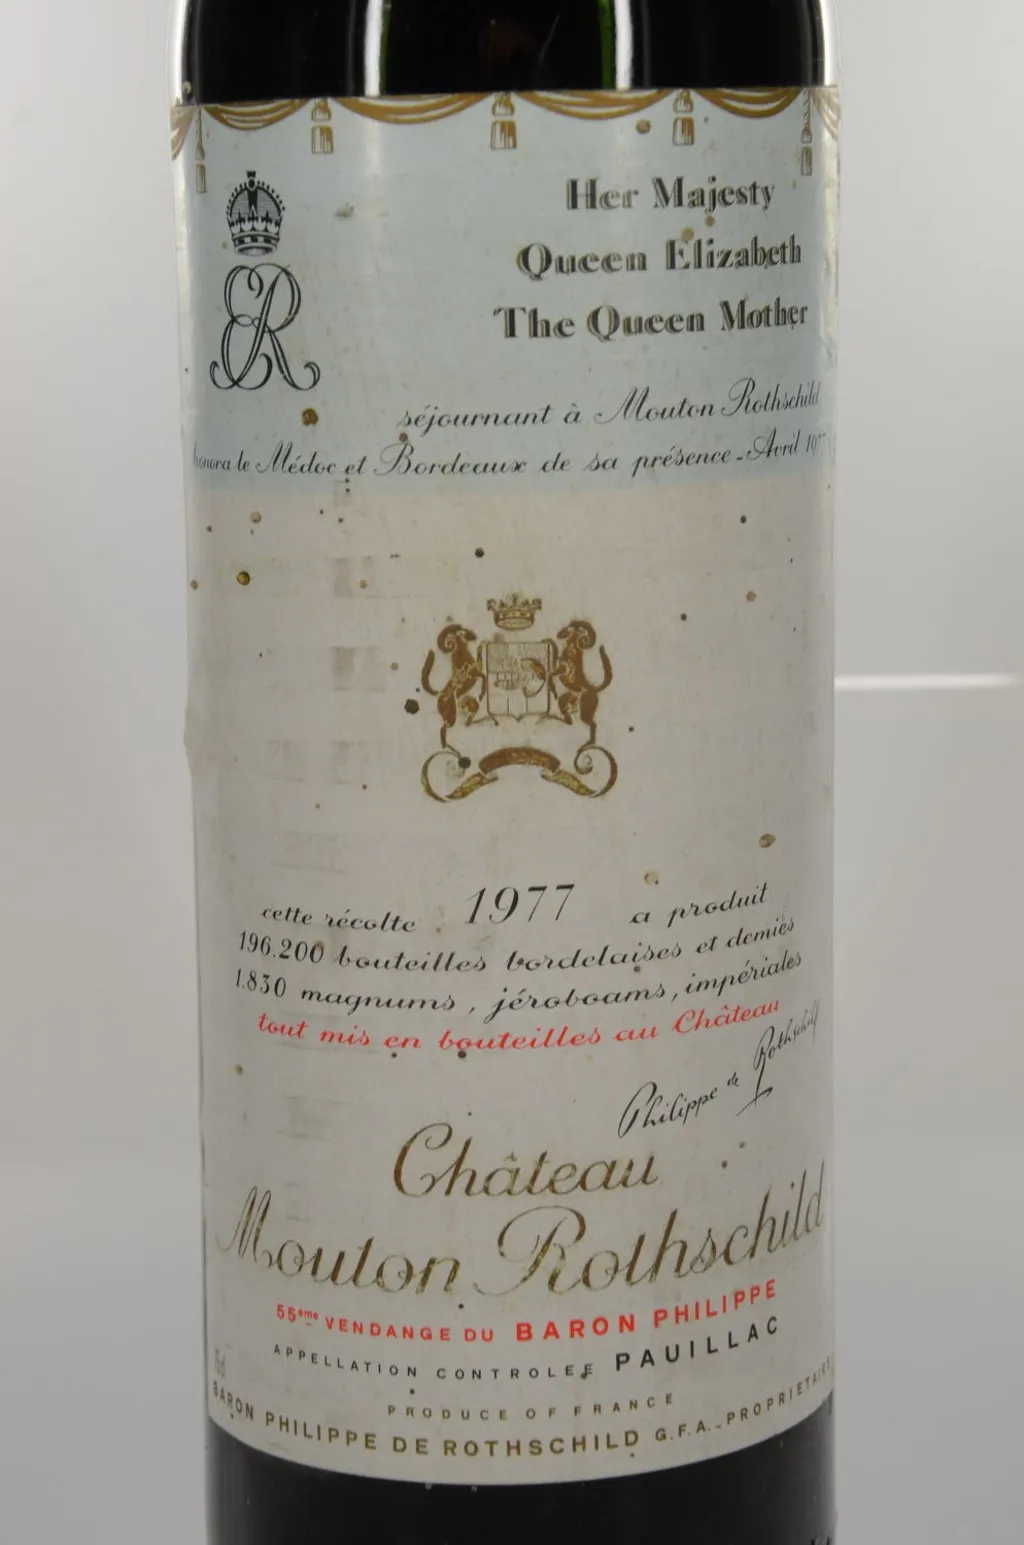 ER
Her Majesty
Queen Elizabeth
The Queen Mother
séjournant à Mouton Rothschild
honora le Médoc et Bordeaux de sa présence - Avril
cette récolte 1977 a produit
196.200 bouteilles bordelaises et demies
1.830 magnums, jéroboams, impériales
tout mis en bouteilles au Château
Philippe de Rothschild
Château
Mouton Rothschild
55eme VENDANGE DU BARON PHILIPPE
APPELLATION CONTROLEE PAUILLAC
PRODUCE OF FRANCE
BARON PHILIPPE DE ROTHSCHILD G.F.A. - PROPRIETAIRE